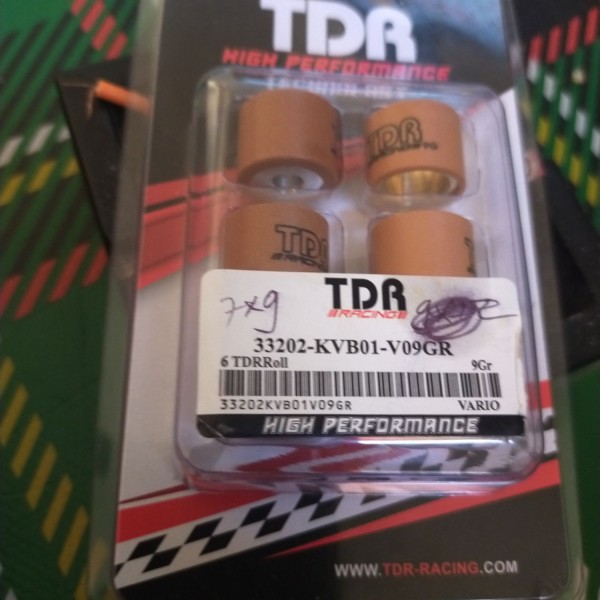 TDR
HIGH PERFORMANCE
TDR
TDR
RACING
7x9
TDR
RACING
33202-KVB01-V09GR
6 TDRRoll 9Gr
33202KVB01V09GR VARIO
HIGH PERFORMANCE
WWW.TDR-RACING.COM